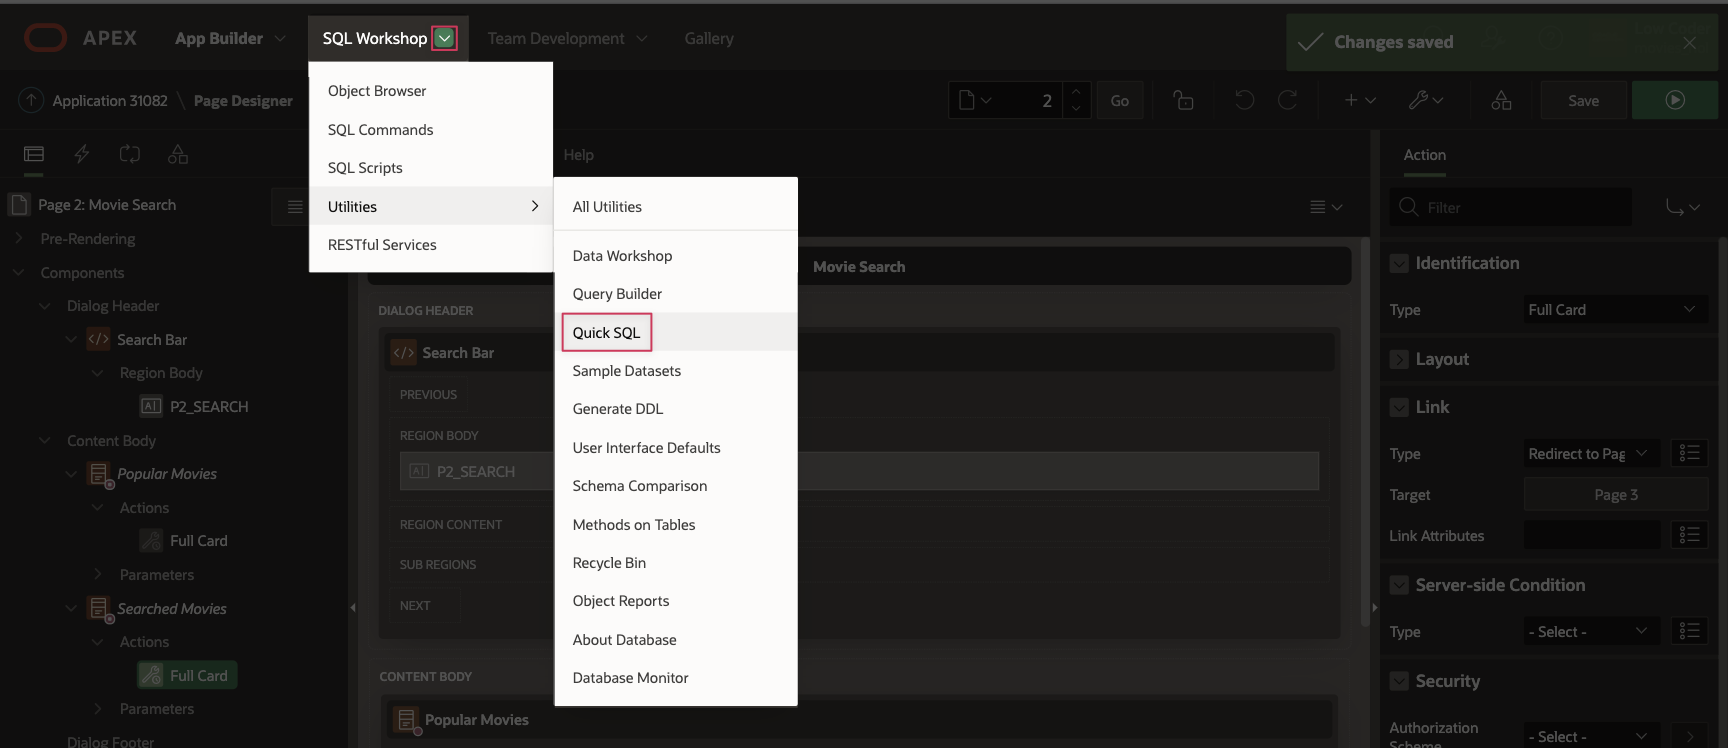 APEX
App Builder
SQL Workshop
Team Development
Gallery
Changes saved
Application 31082 \ Page Designer
2
Go
Save
Object Browser
SQL Commands
SQL Scripts
Utilities
RESTful Services
All Utilities
Data Workshop
Query Builder
Quick SQL
Sample Datasets
Generate DDL
User Interface Defaults
Schema Comparison
Methods on Tables
Recycle Bin
Object Reports
About Database
Database Monitor
Page 2: Movie Search
Pre-Rendering
Components
Dialog Header
Search Bar
Region Body
P2_SEARCH
Content Body
Popular Movies
Actions
Full Card
Parameters
Searched Movies
Actions
Full Card
Parameters
Dialog Footer
Help
Movie Search
DIALOG HEADER
Search Bar
PREVIOUS
REGION BODY
P2_SEARCH
REGION CONTENT
SUB REGIONS
NEXT
CONTENT BODY
Popular Movies
Action
Filter
Identification
Type
Full Card
Layout
Link
Type
Redirect to Pag
Target
Page 3
Link Attributes
Server-side Condition
Type
- Select -
Security
Authorization
Scheme
- Select -